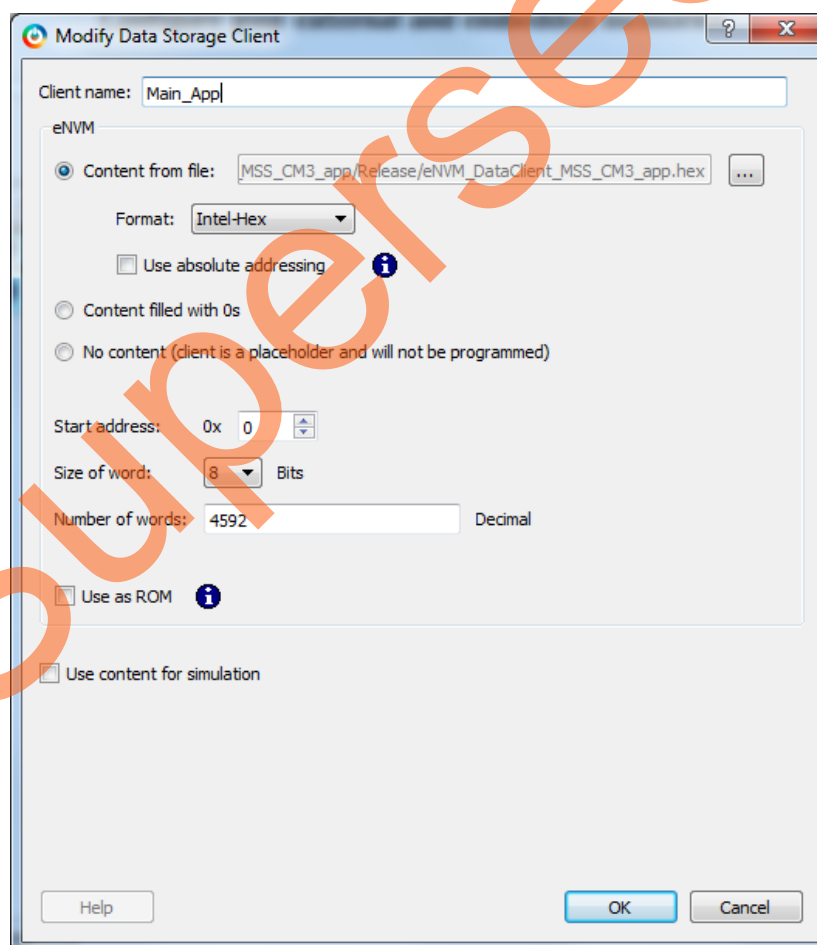 Modify Data Storage Client
Client name: Main_App
eNVM
Content from file: MSS_CM3_app/Release/eNVM_DataClient_MSS_CM3_app.hex ...
Format: Intel-Hex
Use absolute addressing
Content filled with 0s
No content (client is a placeholder and will not be programmed)
Start address: 0x 0
Size of word: 8 Bits
Number of words: 4592 Decimal
Use as ROM
Use content for simulation
Help OK Cancel
Superse